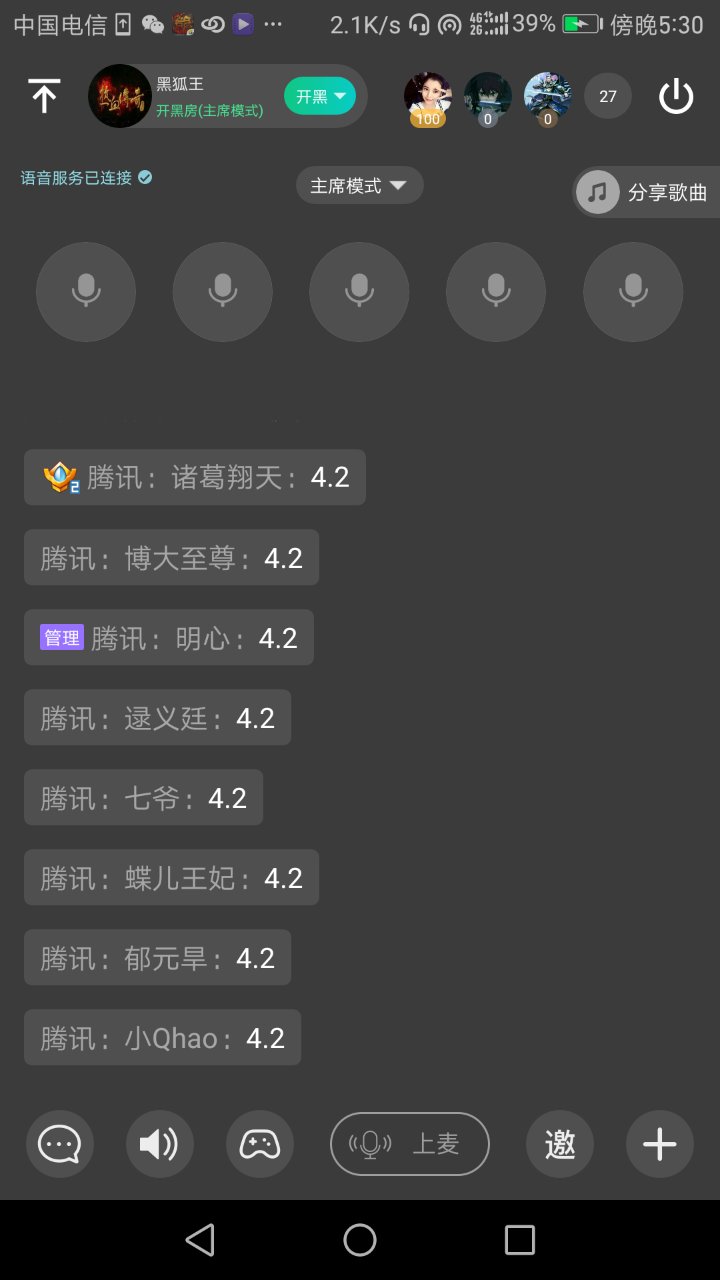 中国电信 ··· 2.1K/s 4G 2G 39% 傍晚5:30
热血传奇
黑狐王
开黑房(主席模式)
开黑
100
0
0
27
语音服务已连接
主席模式
分享歌曲
2 腾讯：诸葛翔天：4.2
腾讯：博大至尊：4.2
管理 腾讯：明心：4.2
腾讯：逯义廷：4.2
腾讯：七爷：4.2
腾讯：蝶儿王妃：4.2
腾讯：郁元旱：4.2
腾讯：小Qhao：4.2
上麦
邀